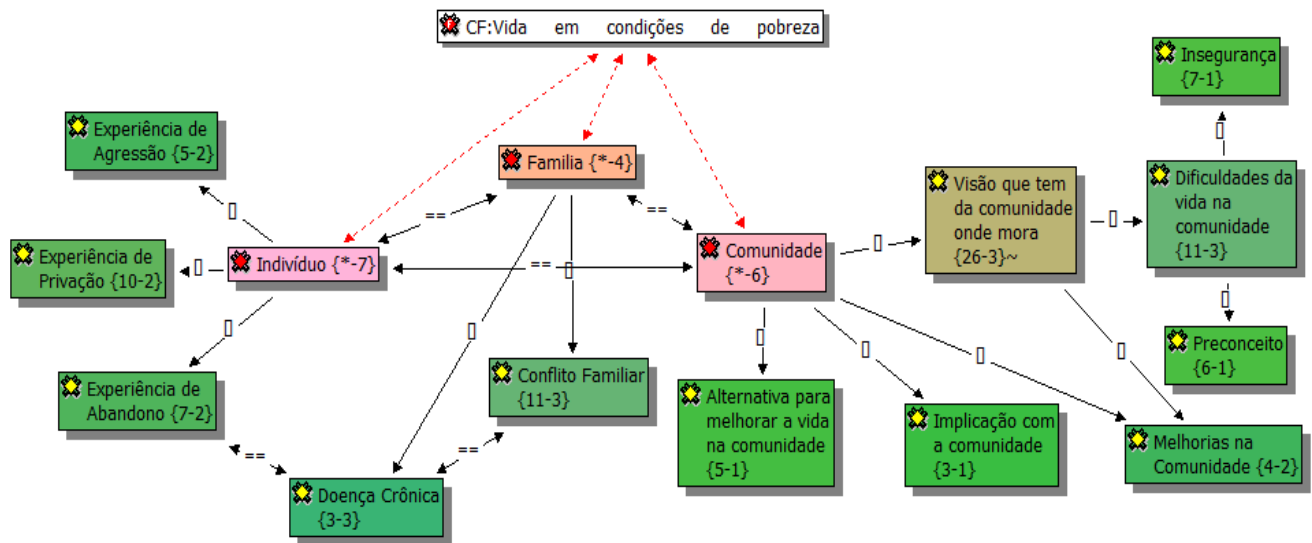 CF:Vida em condições de pobreza
Insegurança
{7-1}
Experiência de
Agressão {5-2}
Familia {*-4}
Visão que tem
da comunidade
onde mora
{26-3}~
Dificuldades da
vida na
comunidade
{11-3}
==
==
Experiência de
Privação {10-2}
Indivíduo {*-7}
==
Comunidade
{*-6}
Experiência de
Abandono {7-2}
Conflito Familiar
{11-3}
Alternativa para
melhorar a vida
na comunidade
{5-1}
Implicação com
a comunidade
{3-1}
Preconceito
{6-1}
Melhorias na
Comunidade {4-2}
==
==
Doença Crônica
{3-3}